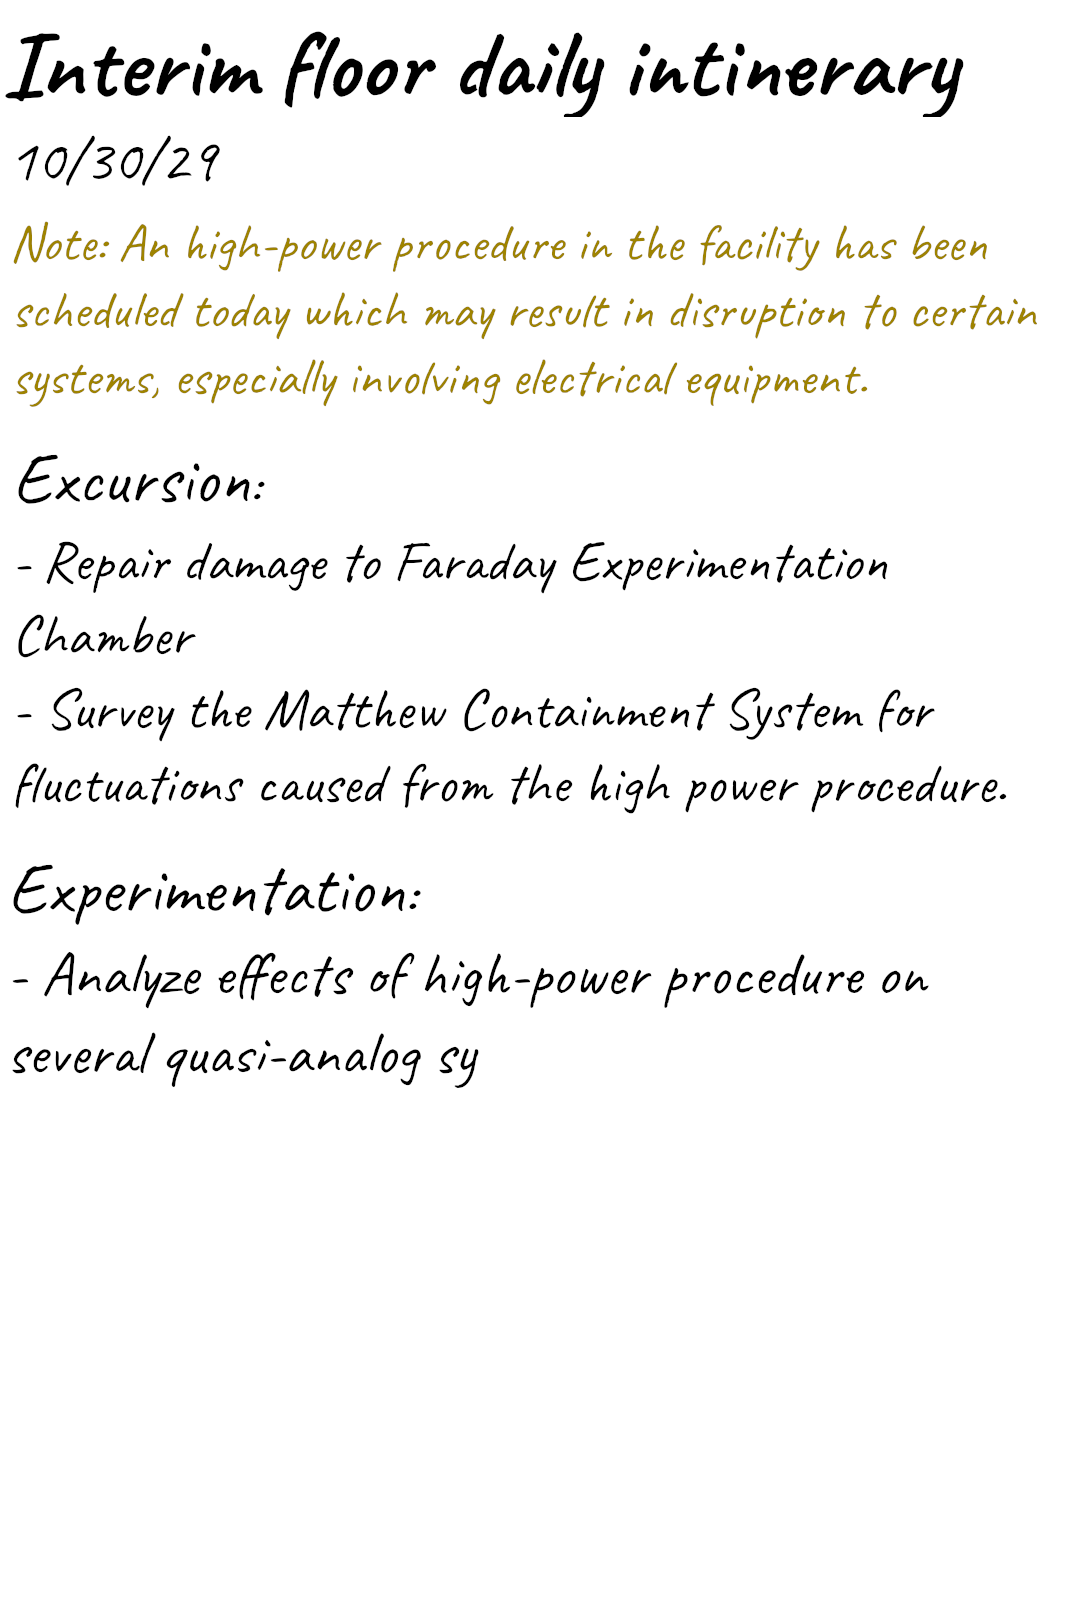 Interim floor daily intinerary
10/30/29
Note: An high-power procedure in the facility has been
scheduled today which may result in disruption to certain
systems, especially involving electrical equipment.
Excursion:
- Repair damage to Faraday Experimentation
Chamber
- Survey the Matthew Containment System for
fluctuations caused from the high power procedure.
Experimentation:
- Analyze effects of high-power procedure on
several quasi-analog sy